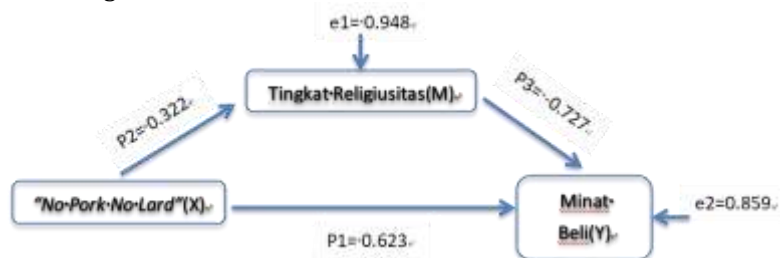 e1= 0.948
Tingkat Religiusitas(M)
P2= 0.322
P3= -0.727
"No Pork No Lard"(X)
Minat
Beli(Y)
e2=0.859
P1= 0.623